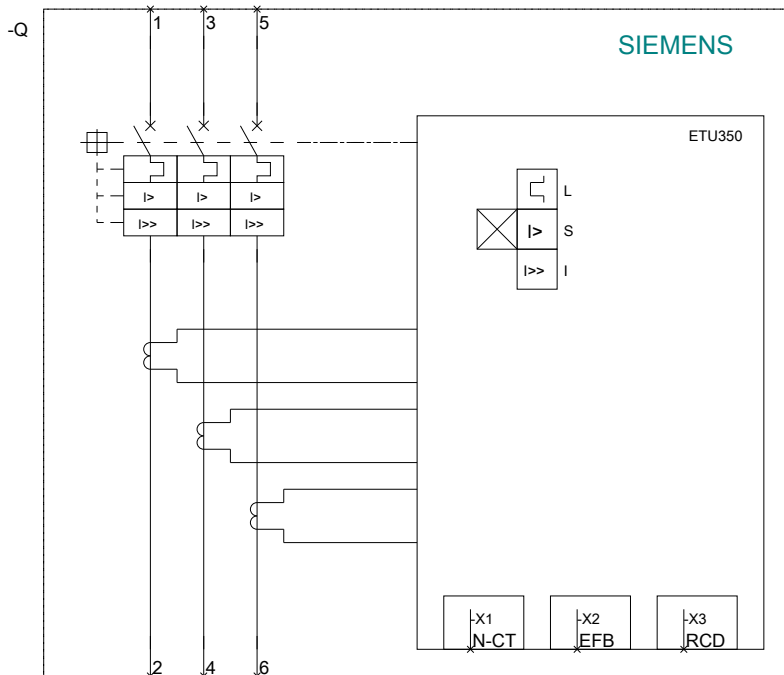 -Q
1 3 5
SIEMENS
ETU350
L
I> I> I>
I> S
I>> I>> I>>
I>> I
-X1 -X2 -X3
N-CT EFB RCD
2 4 6